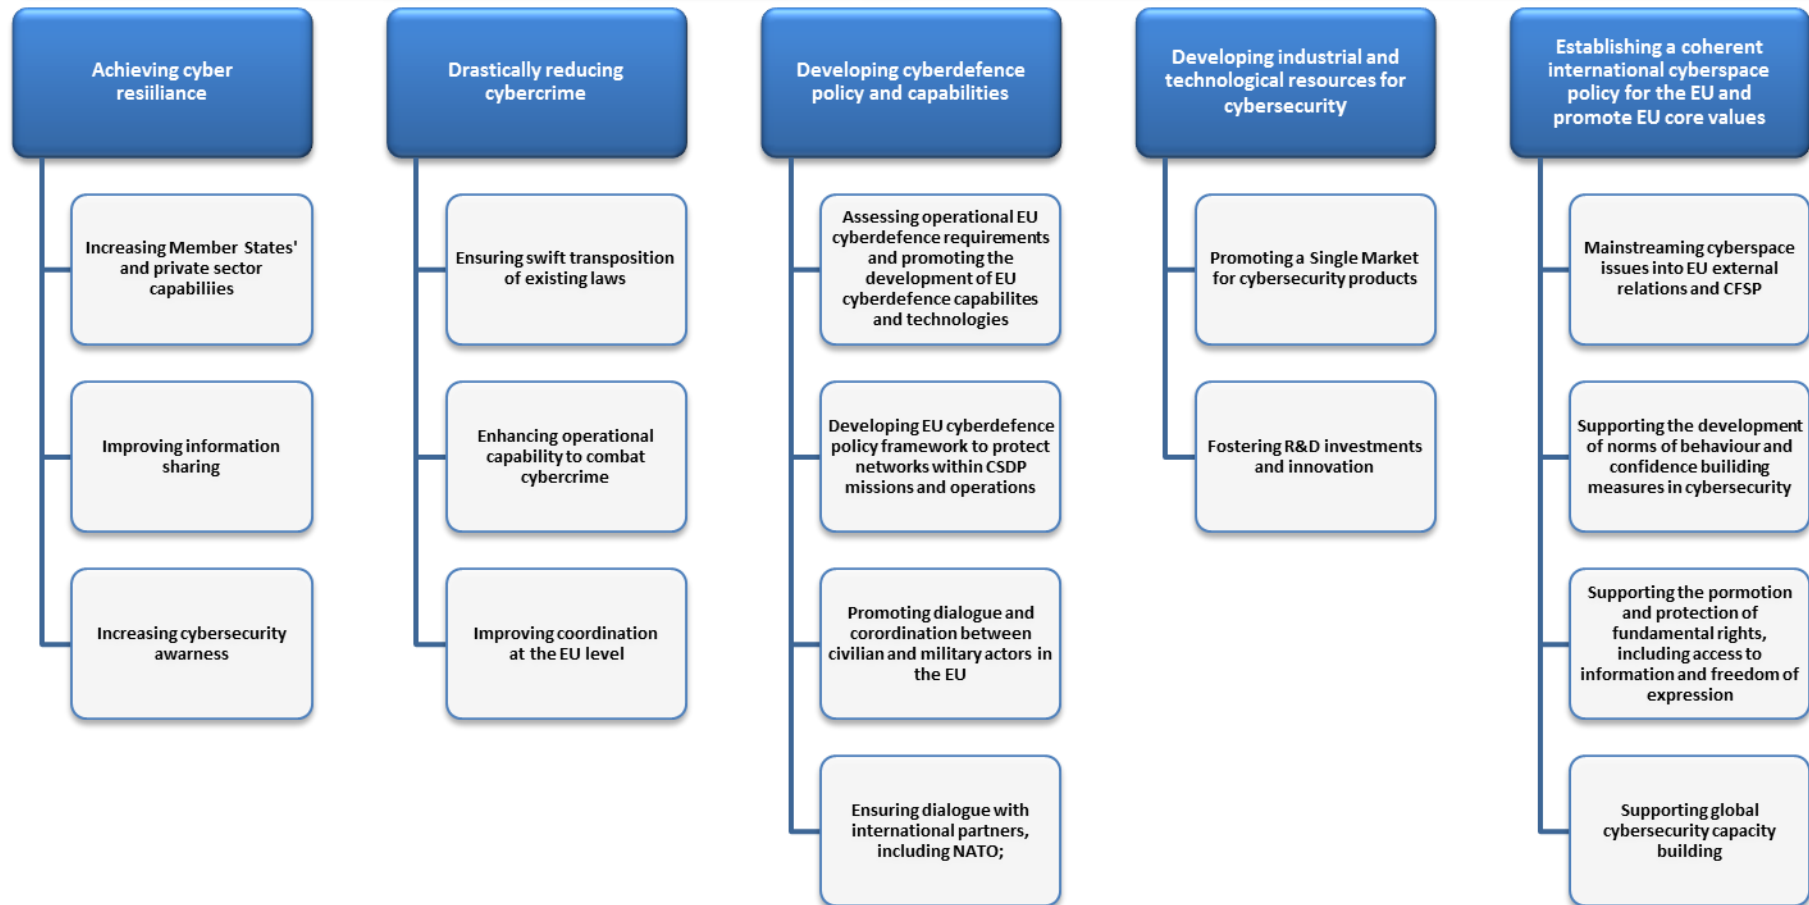 Achieving cyber
resiiliance
Increasing Member States'
and private sector
capabiliies
Improving information
sharing
Increasing cybersecurity
awarness
Drastically reducing
cybercrime
Ensuring swift transposition
of existing laws
Enhancing operational
capability to combat
cybercrime
Improving coordination
at the EU level
Developing cyberdefence
policy and capabilities
Assessing operational EU
cyberdefence requirements
and promoting the
development of EU
cyberdefence capabilites
and technologies
Developing EU cyberdefence
policy framework to protect
networks within CSDP
missions and operations
Promoting dialogue and
corordination between
civilian and military actors in
the EU
Ensuring dialogue with
international partners,
including NATO;
Developing industrial and
technological resources for
cybersecurity
Promoting a Single Market
for cybersecurity products
Fostering R&D investments
and innovation
Establishing a coherent
international cyberspace
policy for the EU and
promote EU core values
Mainstreaming cyberspace
issues into EU external
relations and CFSP
Supporting the development
of norms of behaviour and
confidence builiding
measures in cybersecurity
Supporting the pormotion
and protection of
fundamental rights,
including access to
information and freedom of
expression
Supporting global
cybersecurity capacity
building